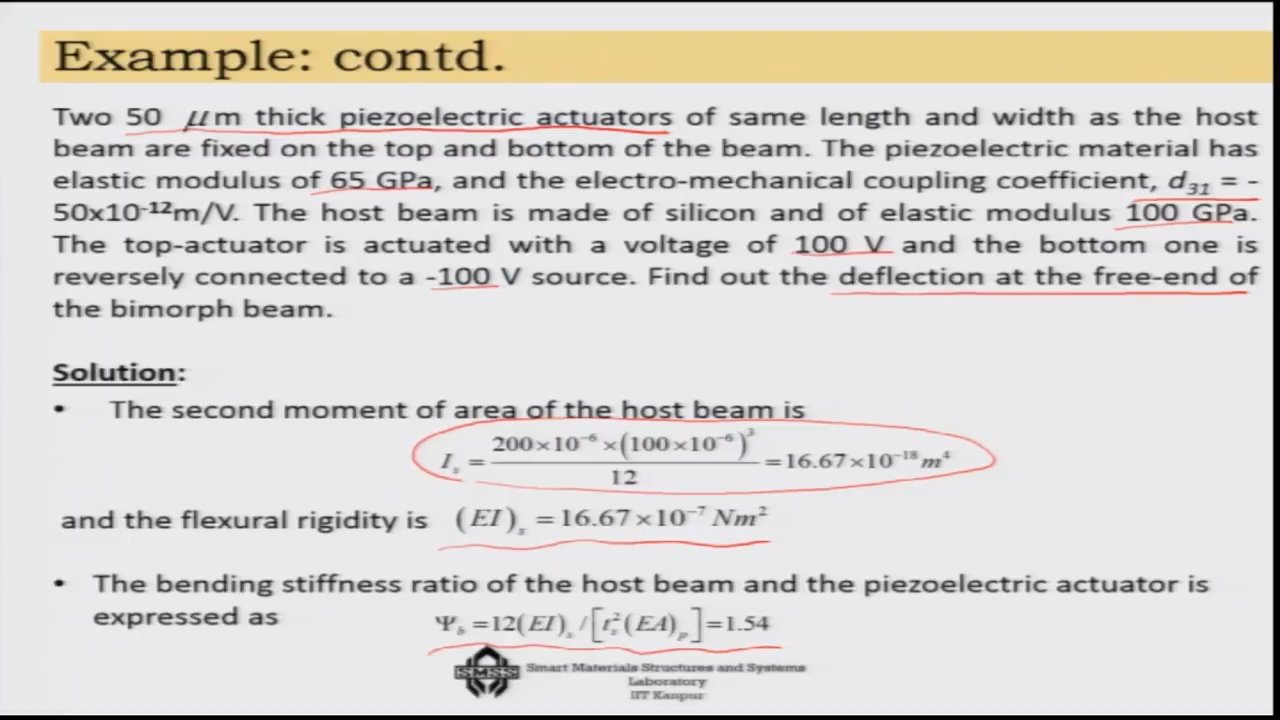 Example: contd.
Two 50 μm thick piezoelectric actuators of same length and width as the host
beam are fixed on the top and bottom of the beam. The piezoelectric material has
elastic modulus of 65 GPa, and the electro-mechanical coupling coefficient, d₃₁ = -
50x10⁻¹²m/V. The host beam is made of silicon and of elastic modulus 100 GPa.
The top-actuator is actuated with a voltage of 100 V and the bottom one is
reversely connected to a -100 V source. Find out the deflection at the free-end of
the bimorph beam.
Solution:
• The second moment of area of the host beam is
Iₛ = 200×10⁻⁶×(100×10⁻⁶)³ / 12 = 16.67×10⁻¹⁸ m⁴
and the flexural rigidity is (EI)ₛ = 16.67×10⁻⁷ Nm²
• The bending stiffness ratio of the host beam and the piezoelectric actuator is
expressed as Ψ_b = 12(EI)ₛ / [tₛ²(EA)ₚ] = 1.54
SMSS Smart Materials Structures and Systems
Laboratory
IIT Kanpur